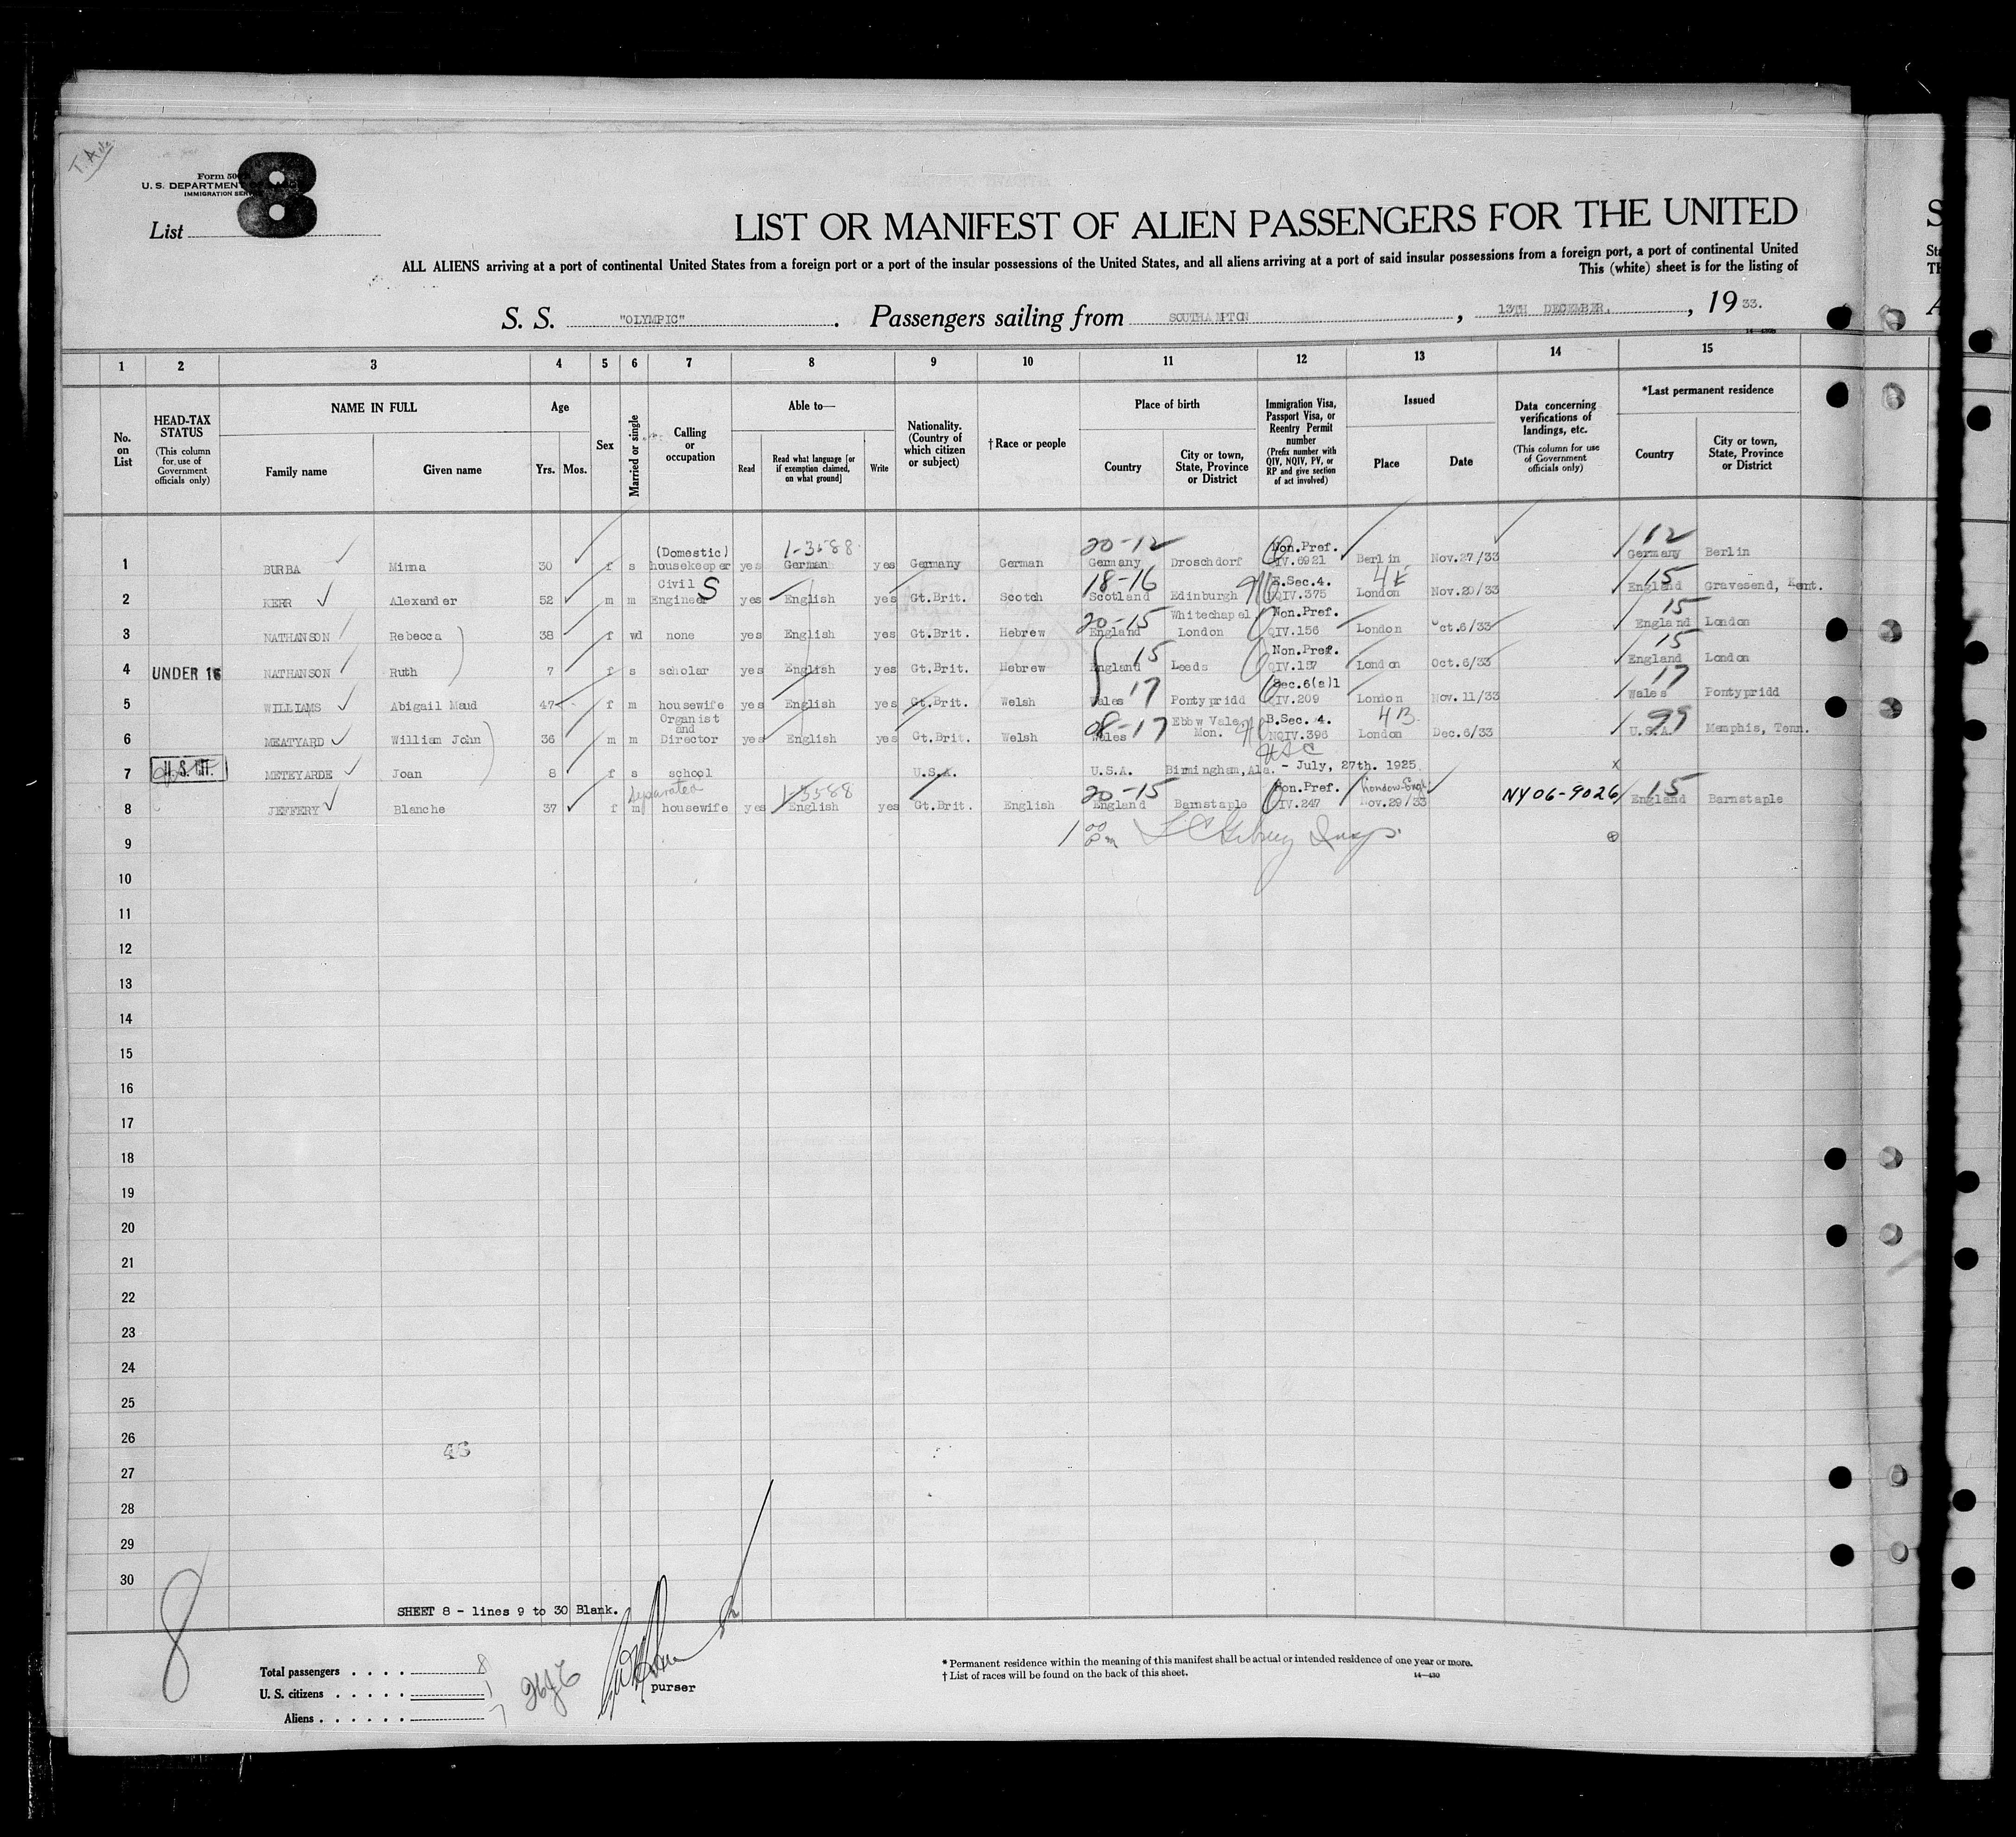 T. A.
Form 500
U. S. DEPARTMENT
IMMIGRATION SER
8
List
LIST OR MANIFEST OF ALIEN PASSENGERS FOR THE UNITED
ALL ALIENS arriving at a port of continental United States from a foreign port or a port of the insular possessions of the United States, and all aliens arriving at a port of said insular possessions from a foreign port, a port of continental United
This (white) sheet is for the listing of
S. S. "OLYMPIC". Passengers sailing from SOUTHAMPTON, 13TH DECEMBER, 1933.
1 2 3 4 5 6 7 8 9 10 11 12 13 14 15
No. on List
HEAD-TAX STATUS (This column for use of Government officials only)
NAME IN FULL
Family name
Given name
Age
Yrs. Mos.
Sex
Married or single
Calling or occupation
Able to—
Read
Read what language [or if exemption claimed, on what ground]
Write
Nationality. (Country of which citizen or subject)
†Race or people
Place of birth
Country
City or town, State, Province or District
Immigration Visa, Passport Visa, or Reentry Permit number (Prefix number with QIV, NQIV, PV, or RP and give section of act involved)
Issued
Place
Date
Data concerning verifications of landings, etc. (This column for use of Government officials only)
*Last permanent residence
Country
City or town, State, Province or District
1 BURBA Minna 30 f s (Domestic) housekeeper yes 1-3588 German yes Germany German 20-12 Germany Droschdorf Non.Pref. QIV.6921 Berlin Nov.27/33 12 Germany Berlin
2 KERR Alexander 52 m m Civil Engineer S yes English yes Gt.Brit. Scotch 18-16 Scotland Edinburgh B.Sec.4. NQIV.375 4E London Nov.20/33 15 England Gravesend, Kent.
3 NATHANSON Rebecca 38 f wd none yes English yes Gt.Brit. Hebrew 20-15 England Whitechapel, London Non.Pref. QIV.156 London Oct.6/33 15 England London
4 UNDER 16 NATHANSON Ruth 7 f s scholar yes English yes Gt.Brit. Hebrew 15 England Leeds Non.Pref. QIV.187 London Oct.6/33 15 England London
5 WILLIAMS Abigail Maud 47 f m housewife yes English yes Gt.Brit. Welsh 17 Wales Pontypridd Sec.6(a)1 QIV.209 London Nov.11/33 17 Wales Pontypridd
6 MEATYARD William John 36 m m Organist and Director yes English yes Gt.Brit. Welsh 08-17 Wales Ebbw Vale, Mon. B.Sec. 4. NQIV.396 4B London Dec.6/33 99 U.S.A. Memphis, Tenn.
7 U. S. CIT. METEYARDE Joan 8 f s school U.S.A. U.S.A. Birmingham, Ala. - July, 27th. 1925. USC x
8 JEFFERY Blanche 37 f m separated housewife yes 1-3588 English yes Gt.Brit. English 20-15 England Barnstaple Non.Pref. QIV.247 London-Engl Nov.29/33 NY06-9026 15 England Barnstaple
9
1 00 Pm
10
11
12
13
14
15
16
17
18
19
20
21
22
23
24
25
26
27
28
29
30
SHEET 8 - lines 9 to 30 Blank.
8
Total passengers . . . . 8
U. S. citizens . . . . . 1
Aliens . . . . . . 7
purser
* Permanent residence within the meaning of this manifest shall be actual or intended residence of one year or more.
† List of races will be found on the back of this sheet.
14—430